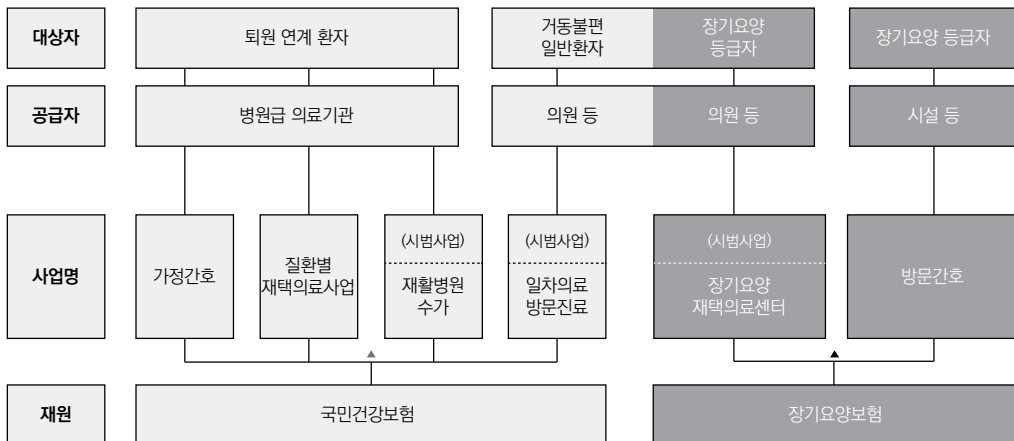 대상자
퇴원 연계 환자
거동불편
일반환자
장기요양
등급자
장기요양 등급자
공급자
병원급 의료기관
의원 등
의원 등
시설 등
사업명
가정간호
질환별
재택의료사업
(시범사업)
재활병원
수가
(시범사업)
일차의료
방문진료
(시범사업)
장기요양
재택의료센터
방문간호
재원
국민건강보험
장기요양보험